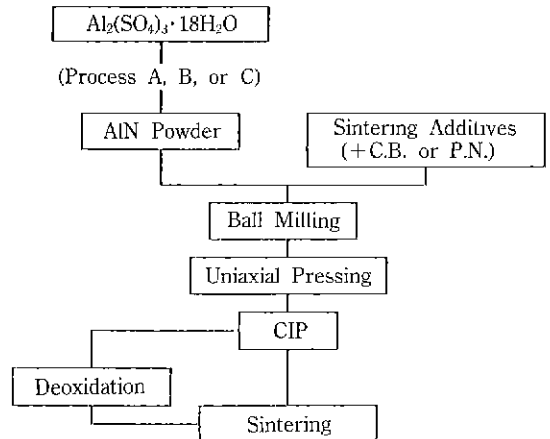 Al₂(SO₄)₃·18H₂O
(Process A, B, or C)
AlN Powder
Sintering Additives
(+C.B. or P.N.)
Ball Milling
Uniaxial Pressing
CIP
Deoxidation
Sintering